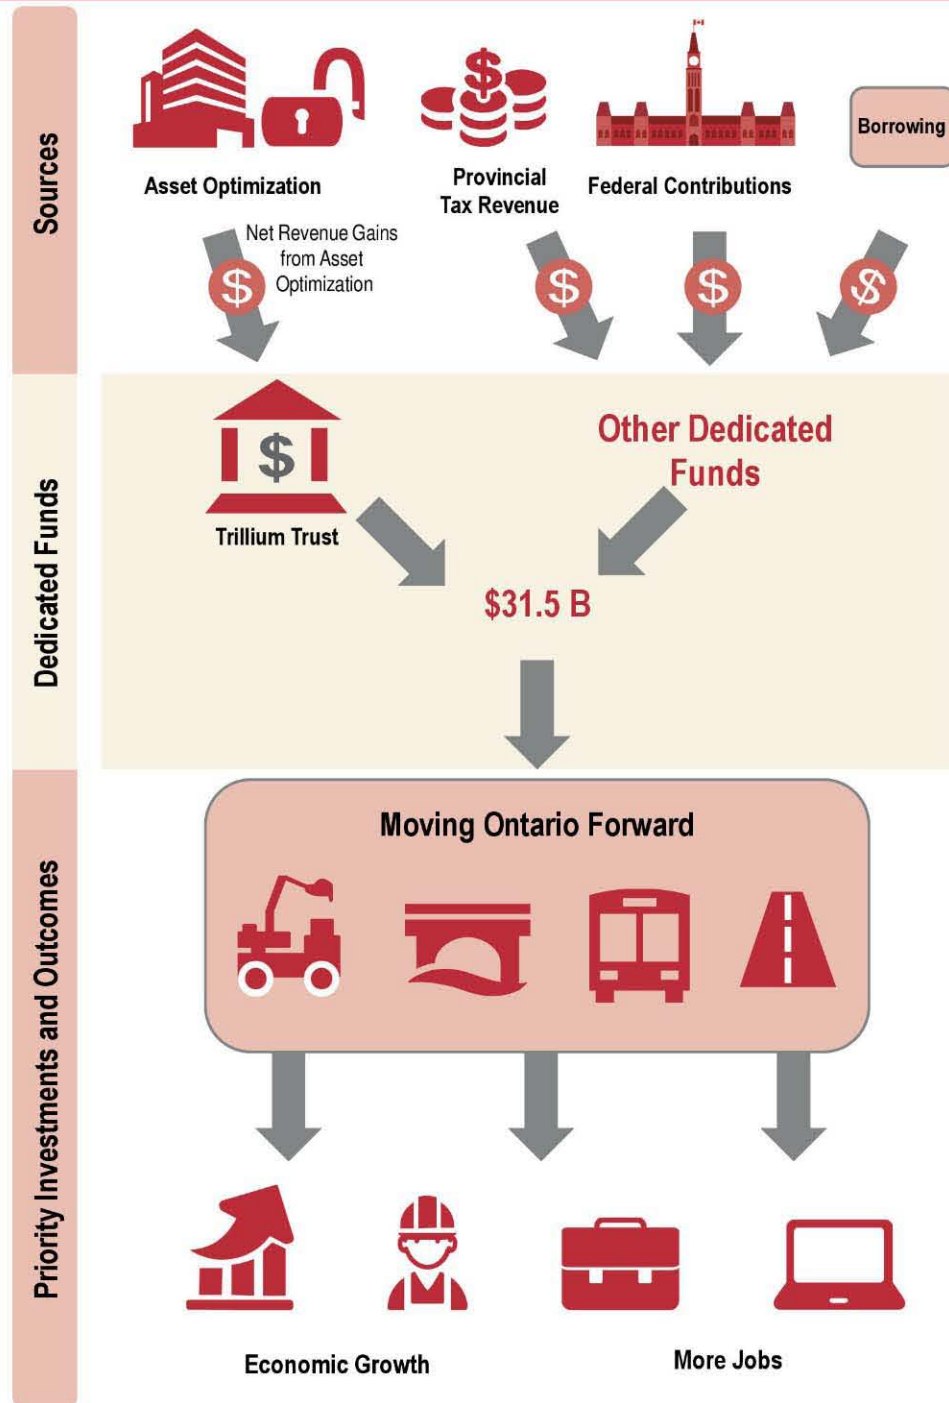 Sources
Asset Optimization
Provincial
Tax Revenue
Federal Contributions
Borrowing
Net Revenue Gains
from Asset
Optimization
$
$
$
$
Dedicated Funds
$
Trillium Trust
Other Dedicated
Funds
$31.5 B
Priority Investments and Outcomes
Moving Ontario Forward
Economic Growth
More Jobs